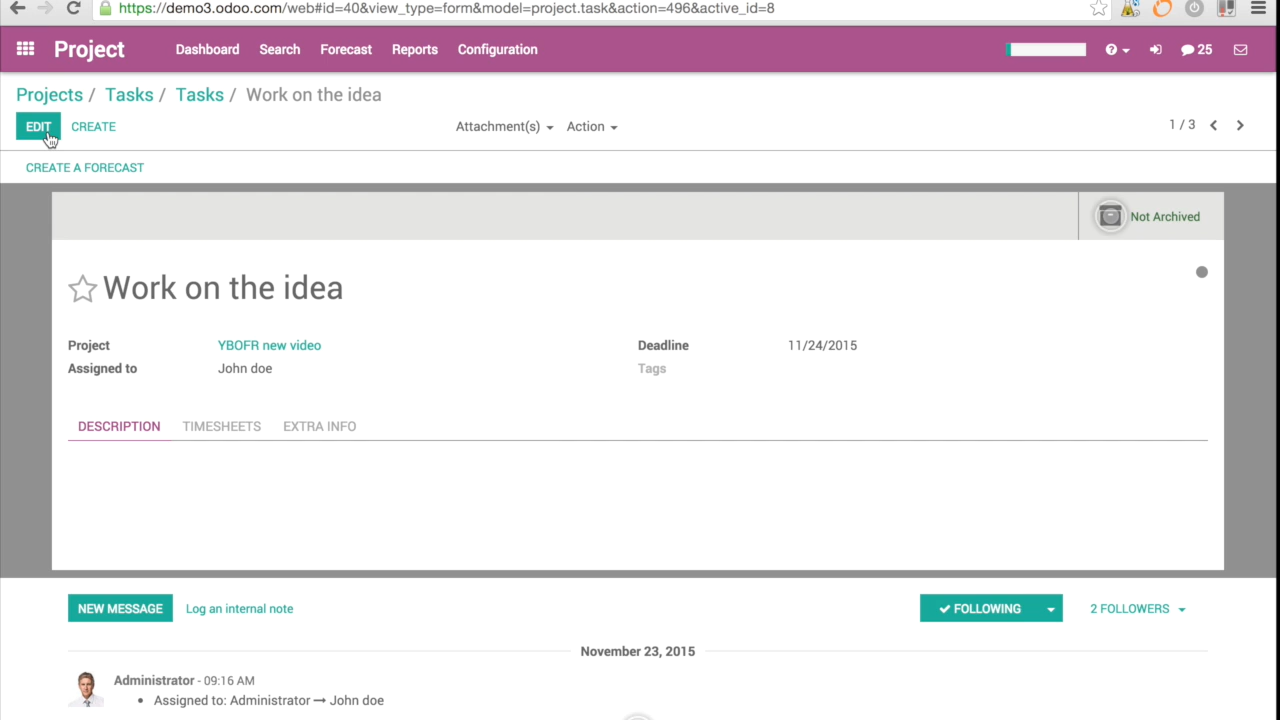 https://demo3.odoo.com/web#id=40&view_type=form&model=project.task&action=496&active_id=8
Project Dashboard Search Forecast Reports Configuration 25
Projects / Tasks / Tasks / Work on the idea
EDIT CREATE Attachment(s) Action 1 / 3
CREATE A FORECAST
Not Archived
Work on the idea
Project YBOFR new video Deadline 11/24/2015
Assigned to John doe Tags
DESCRIPTION TIMESHEETS EXTRA INFO
NEW MESSAGE Log an internal note FOLLOWING 2 FOLLOWERS
November 23, 2015
Administrator - 09:16 AM
• Assigned to: Administrator → John doe